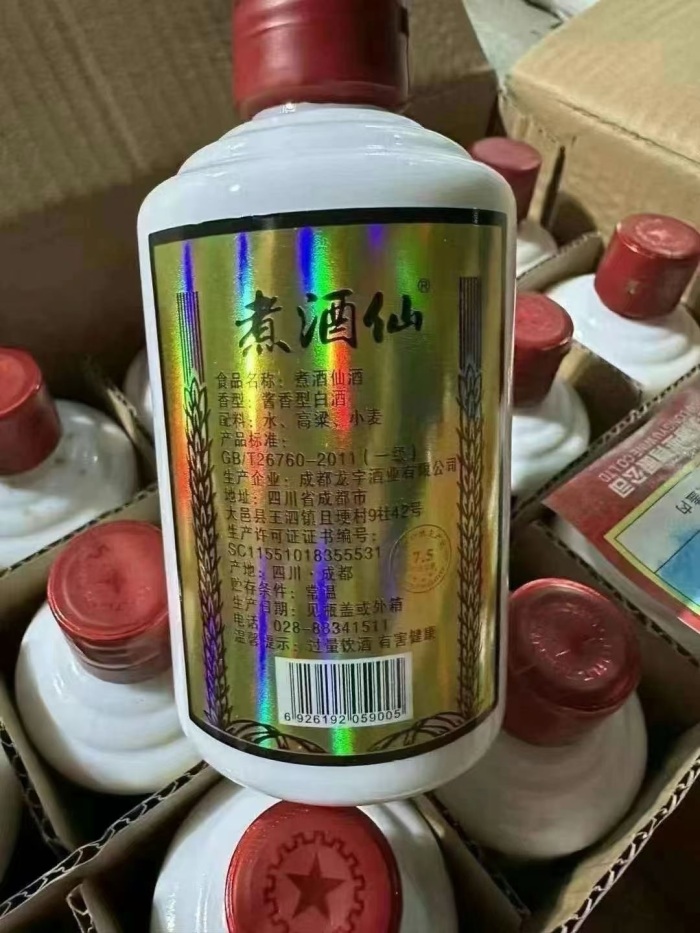 煮酒仙®
食品名称：煮酒仙酒
香型：酱香型白酒
配料：水、高粱、小麦
产品标准：
GB/T26760-2011（一级）
生产企业：成都龙宇酒业有限公司
地址：四川省成都市
大邑县王泗镇且埂村9社42号
生产许可证证书编号：
SC11551018355531
产地：四川·成都
贮存条件：常温
生产日期：见瓶盖或外箱
电话：028-88341511
温馨提示：过量饮酒 有害健康
7.5
6 926192 059005